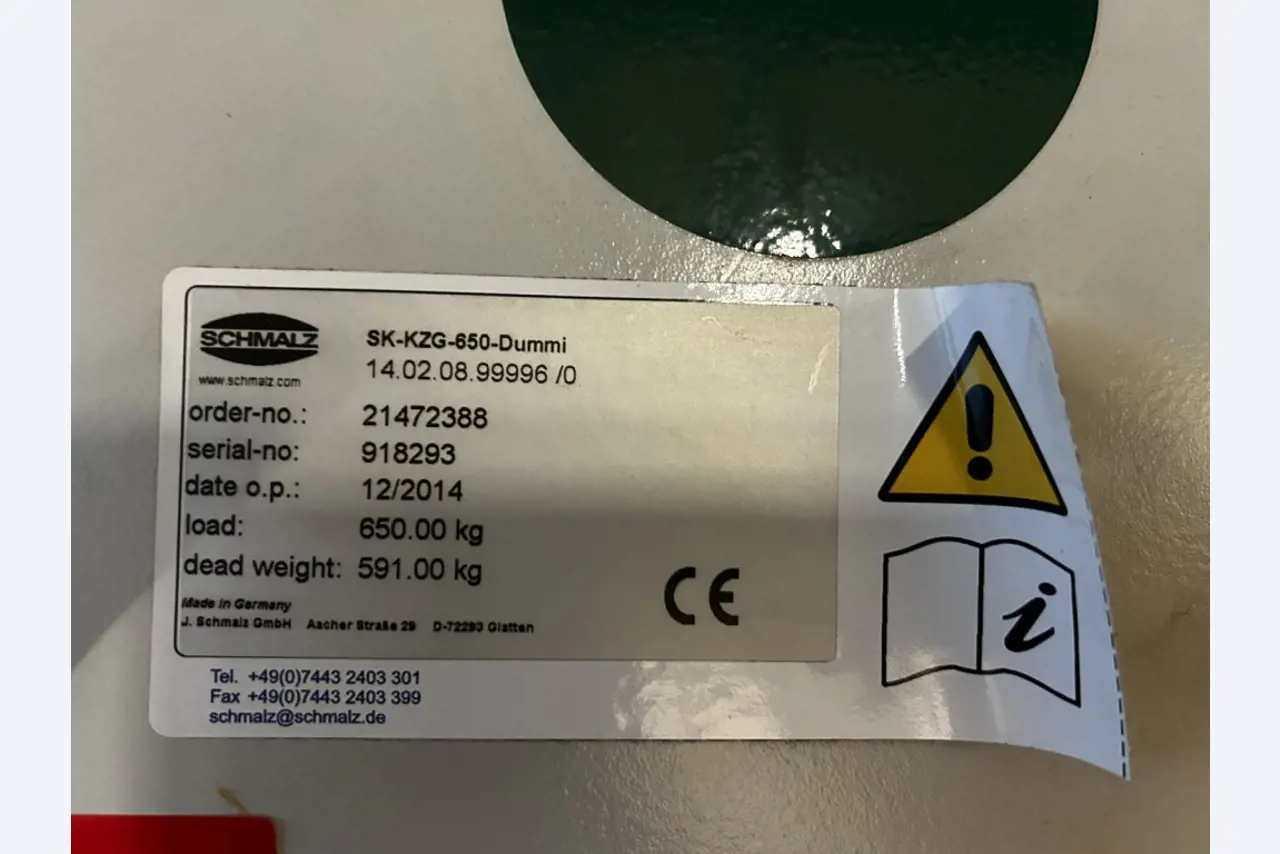 SCHMALZ
www.schmalz.com
SK-KZG-650-Dummi
14.02.08.99996 /0
order-no.: 21472388
serial-no: 918293
date o.p.: 12/2014
load: 650.00 kg
dead weight: 591.00 kg
Made in Germany
J. Schmalz GmbH Aacher Straße 29 D-72293 Glatten
CE
Tel. +49(0)7443 2403 301
Fax +49(0)7443 2403 399
schmalz@schmalz.de